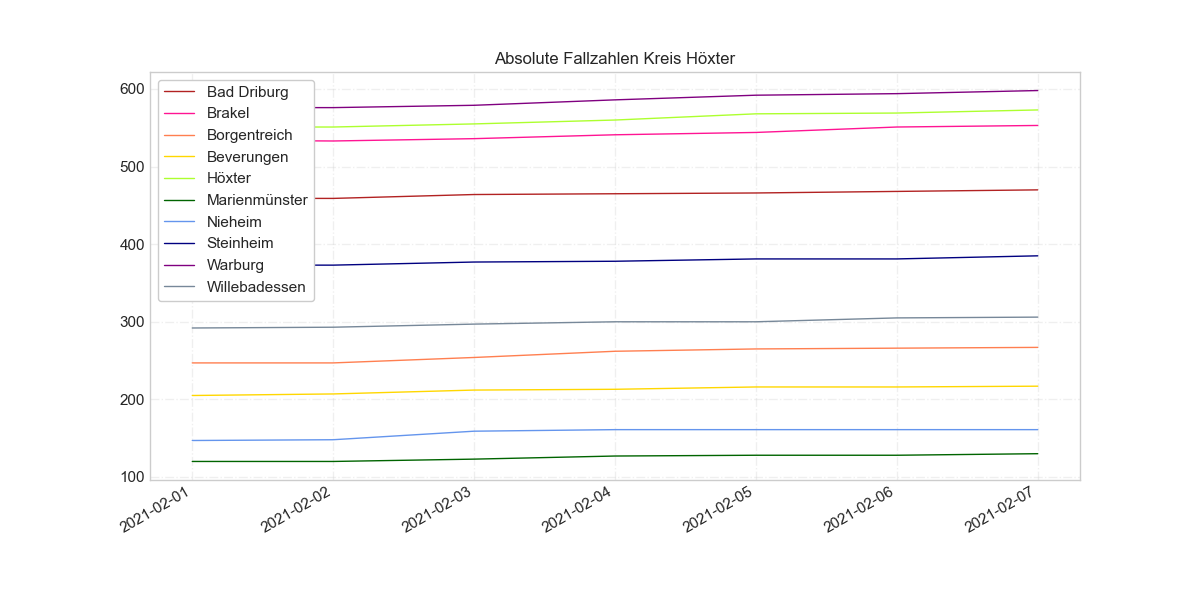 Absolute Fallzahlen Kreis Höxter
600
500
400
300
200
100
Bad Driburg
Brakel
Borgentreich
Beverungen
Höxter
Marienmünster
Nieheim
Steinheim
Warburg
Willebadessen
2021-02-01
2021-02-02
2021-02-03
2021-02-04
2021-02-05
2021-02-06
2021-02-07